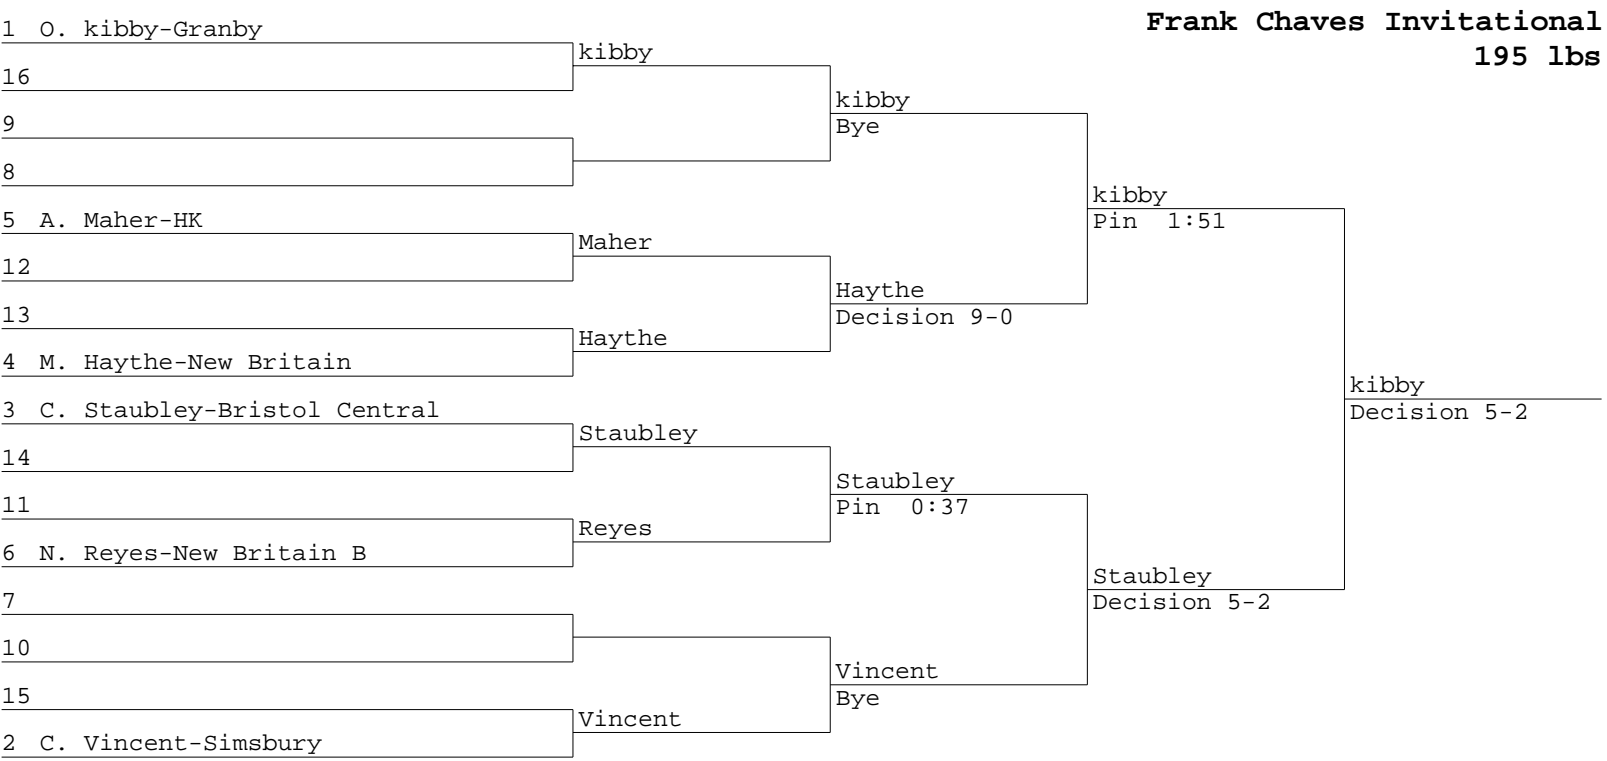 Frank Chaves Invitational
195 lbs
1 O. kibby-Granby
kibby
16
kibby
9
Bye
8
kibby
5 A. Maher-HK
Pin 1:51
Maher
12
Haythe
13
Decision 9-0
Haythe
4 M. Haythe-New Britain
kibby
3 C. Staubley-Bristol Central
Decision 5-2
Staubley
14
Staubley
11
Pin 0:37
Reyes
6 N. Reyes-New Britain B
Staubley
7
Decision 5-2
10
Vincent
15
Bye
Vincent
2 C. Vincent-Simsbury